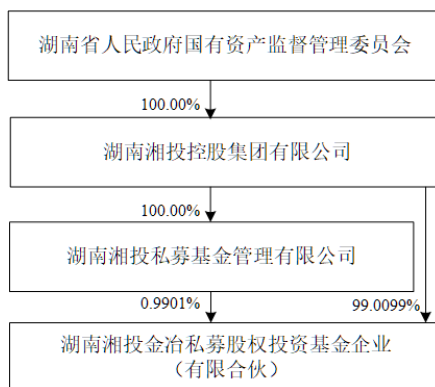 湖南省人民政府国有资产监督管理委员会
100.00%
湖南湘投控股集团有限公司
100.00%
湖南湘投私募基金管理有限公司
0.9901%
99.0099%
湖南湘投金冶私募股权投资基金企业
（有限合伙）